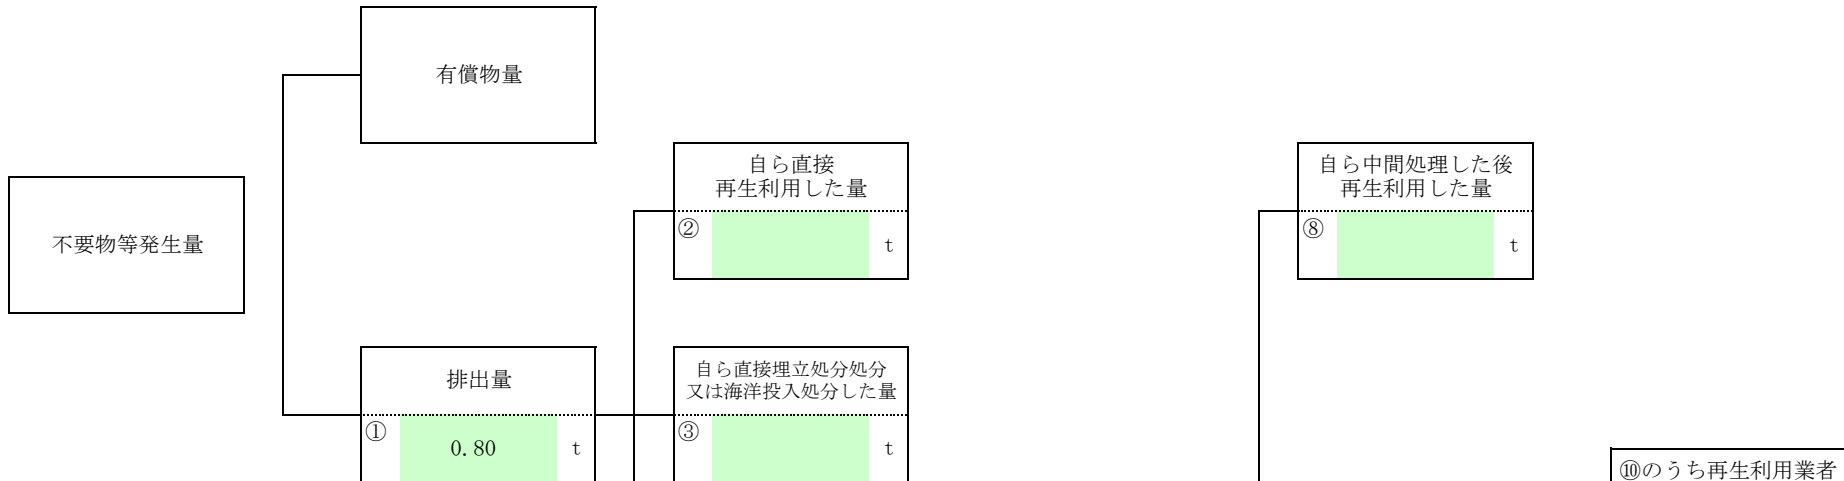 有償物量
自ら直接
再生利用した量
② t
自ら中間処理した後
再生利用した量
⑧ t
不要物等発生量
排出量
① 0.80 t
自ら直接埋立処分処分
又は海洋投入処分した量
③ t
⑩のうち再生利用業者